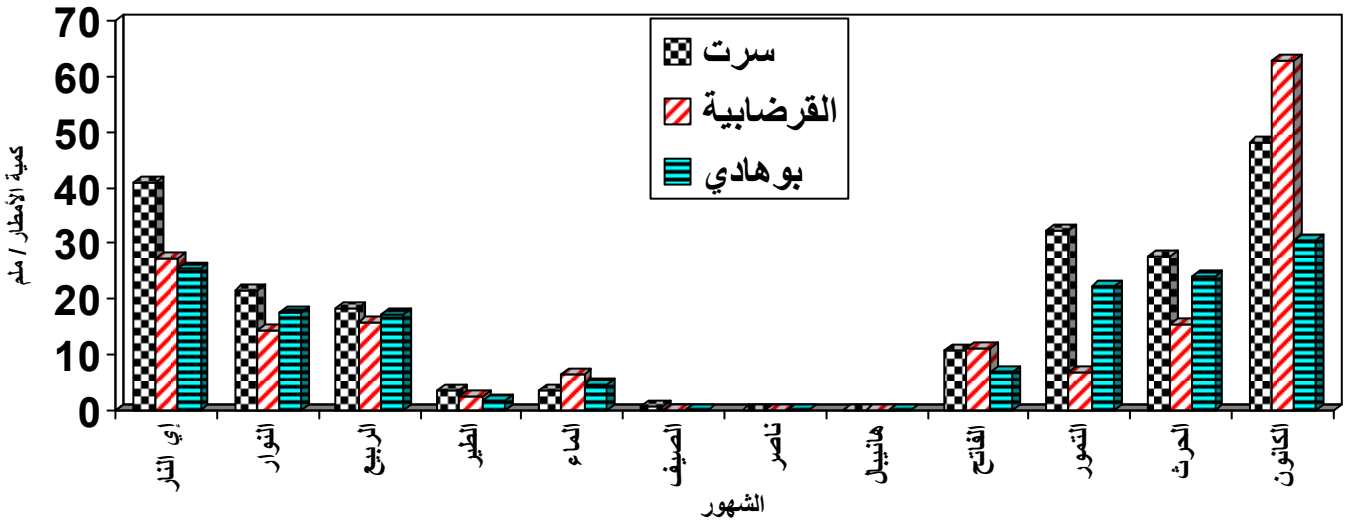 70
60
50
40
30
20
10
0
كمية الأمطار / ملم
سرت
القرضابية
بوهادي
إي النار
النوار
الربيع
الطير
الماء
الصيف
ناصر
هانيبال
الفاتح
التمور
الحرث
الكانون
الشهور